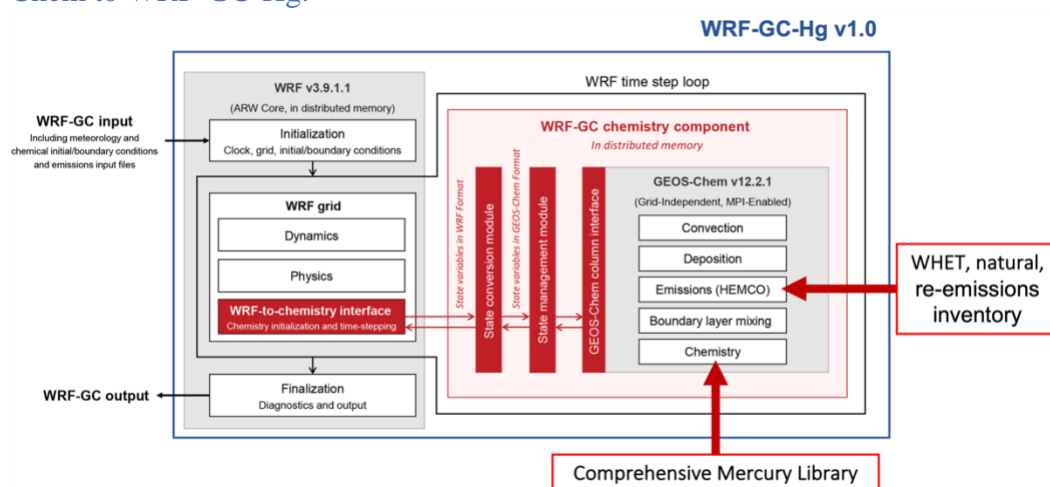 Chem to WRF-GC-Hg.
WRF-GC-Hg v1.0
WRF v3.9.1.1
(ARW Core, in distributed memory)
WRF time step loop
WRF-GC input
Including meteorology and
chemical initial/boundary conditions
and emissions input files
Initialization
Clock, grid, initial/boundary conditions
WRF grid
Dynamics
Physics
WRF-to-chemistry interface
Chemistry initialization and time-stepping
Finalization
Diagnostics and output
WRF-GC output
WRF-GC chemistry component
In distributed memory
State variables in WRF Format
State conversion module
State variables in GEOS-Chem Format
State management module
GEOS-Chem column interface
GEOS-Chem v12.2.1
(Grid-Independent, MPI-Enabled)
Convection
Deposition
Emissions (HEMCO)
Boundary layer mixing
Chemistry
WHET, natural,
re-emissions
inventory
Comprehensive Mercury Library